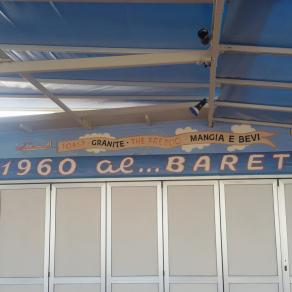 TOAST · GRANITE · THE FREDDO MANGIA E BEVI
1960 al... BARET